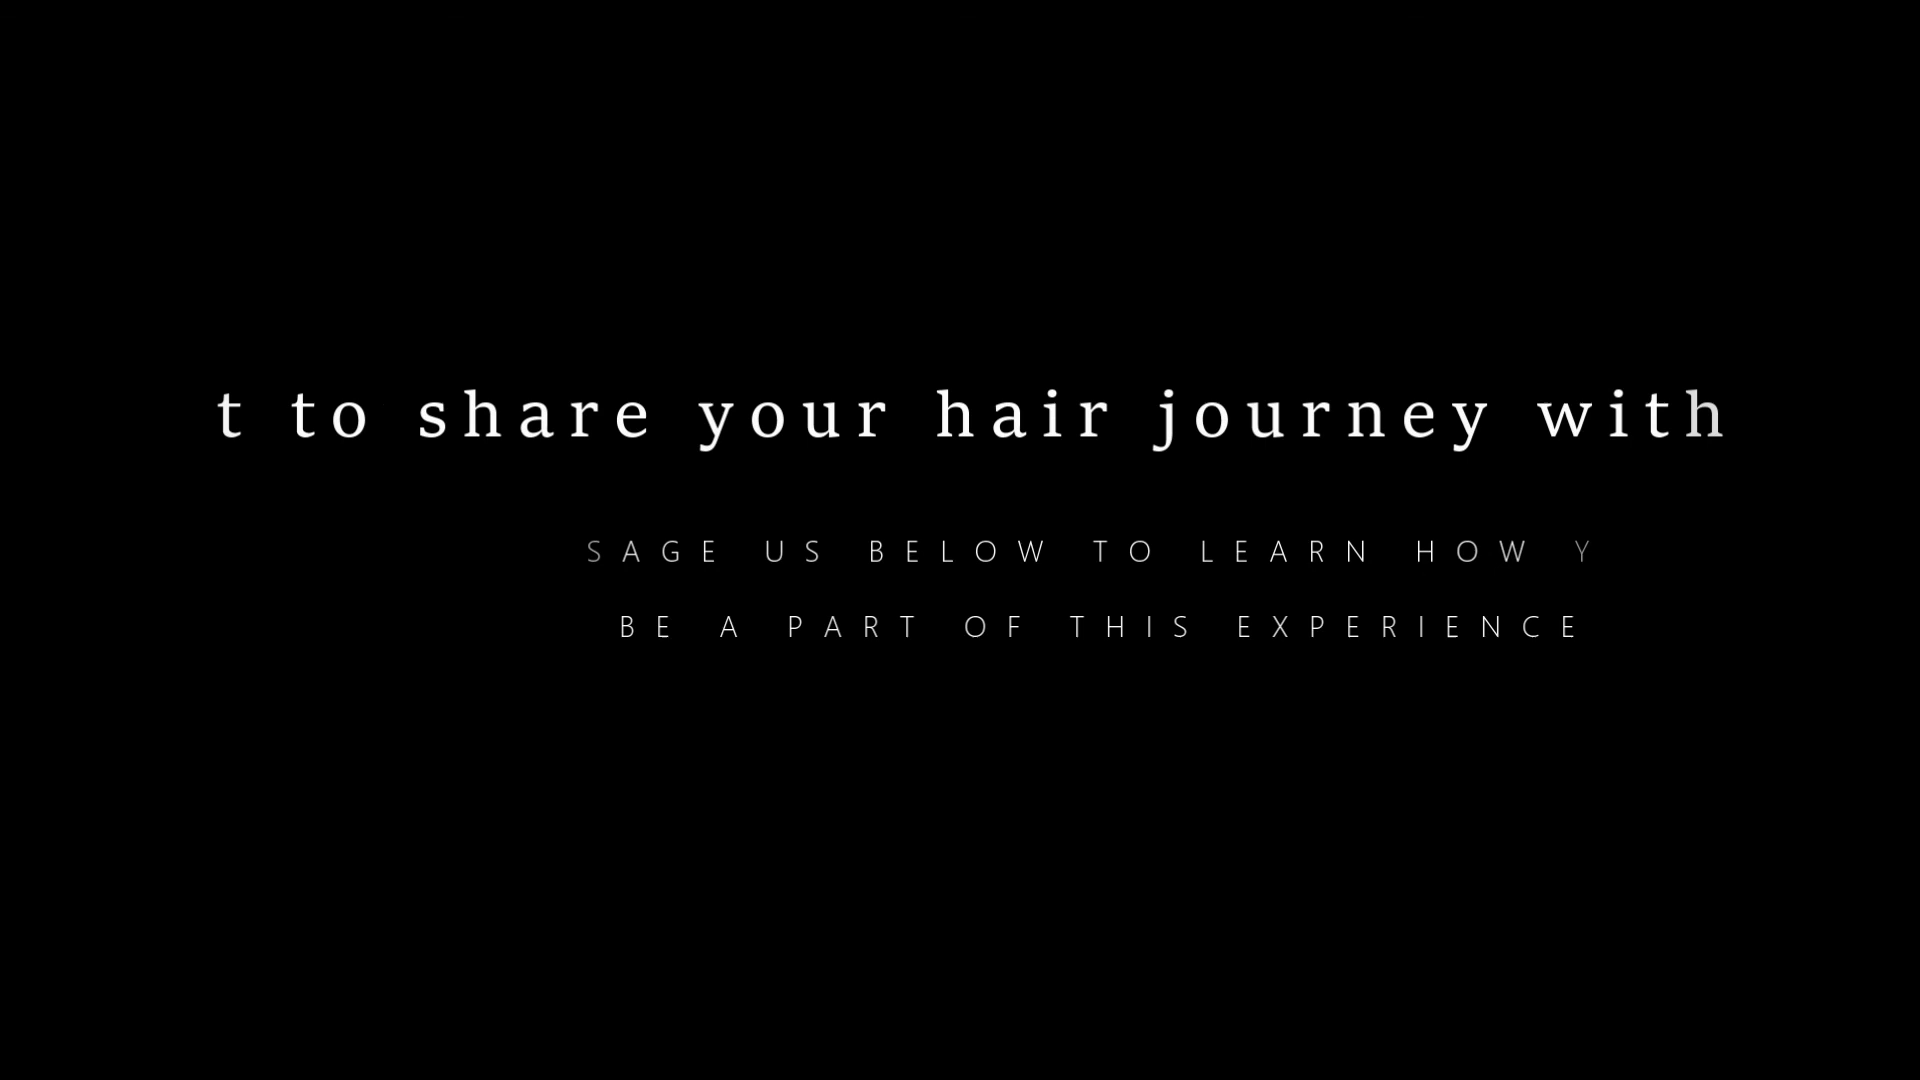 t to share your hair journey with
SAGE US BELOW TO LEARN HOW Y
BE A PART OF THIS EXPERIENCE